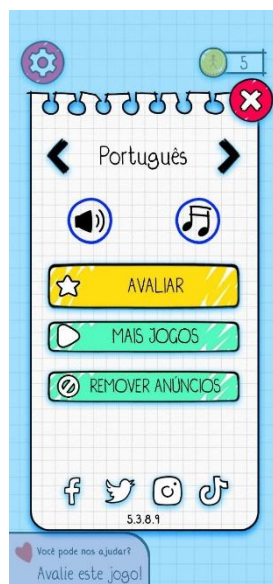 5
Português
AVALIAR
MAIS JOGOS
REMOVER ANÚNCIOS
5.3.8.9
Você pode nos ajudar?
Avalie este jogo!